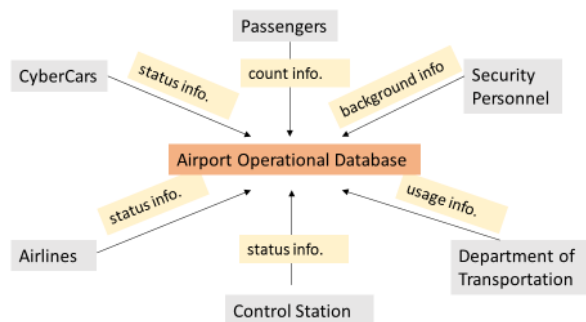 Passengers
CyberCars
status info.
count info.
background info
Security
Personnel
Airport Operational Database
status info.
usage info.
Airlines
status info.
Department of
Transportation
Control Station